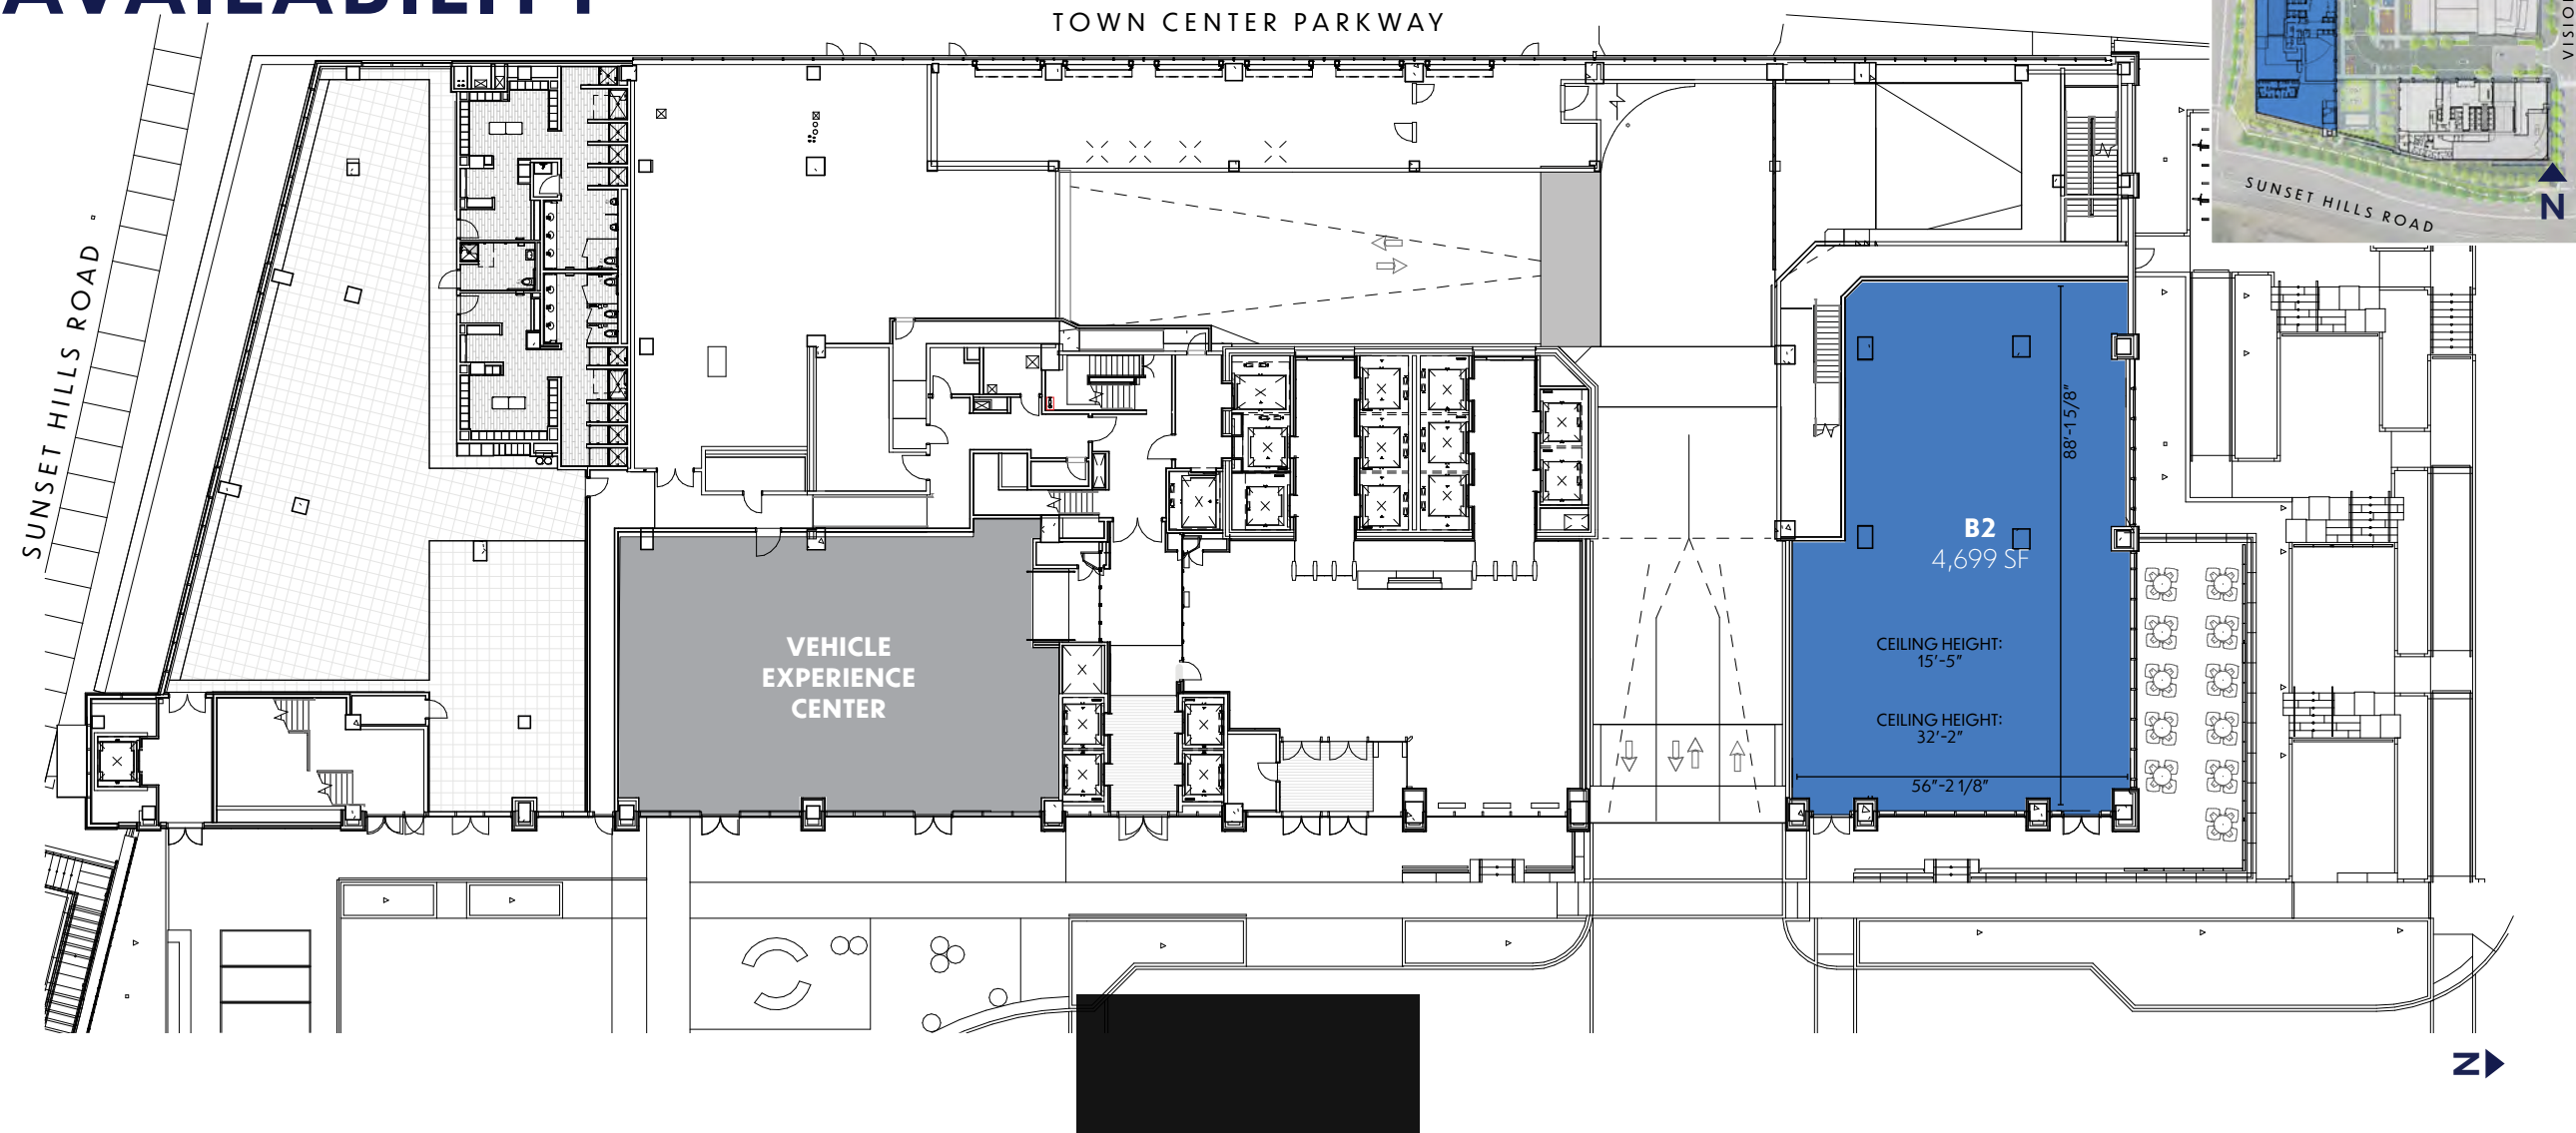 AVAILABILITY
TOWN CENTER PARKWAY
SUNSET HILLS ROAD
N
SUNSET HILLS ROAD
88'-1 5/8"
B2
4,699 SF
VEHICLE
EXPERIENCE
CENTER
CEILING HEIGHT:
15'-5"
CEILING HEIGHT:
32'-2"
56"-2 1/8"
N